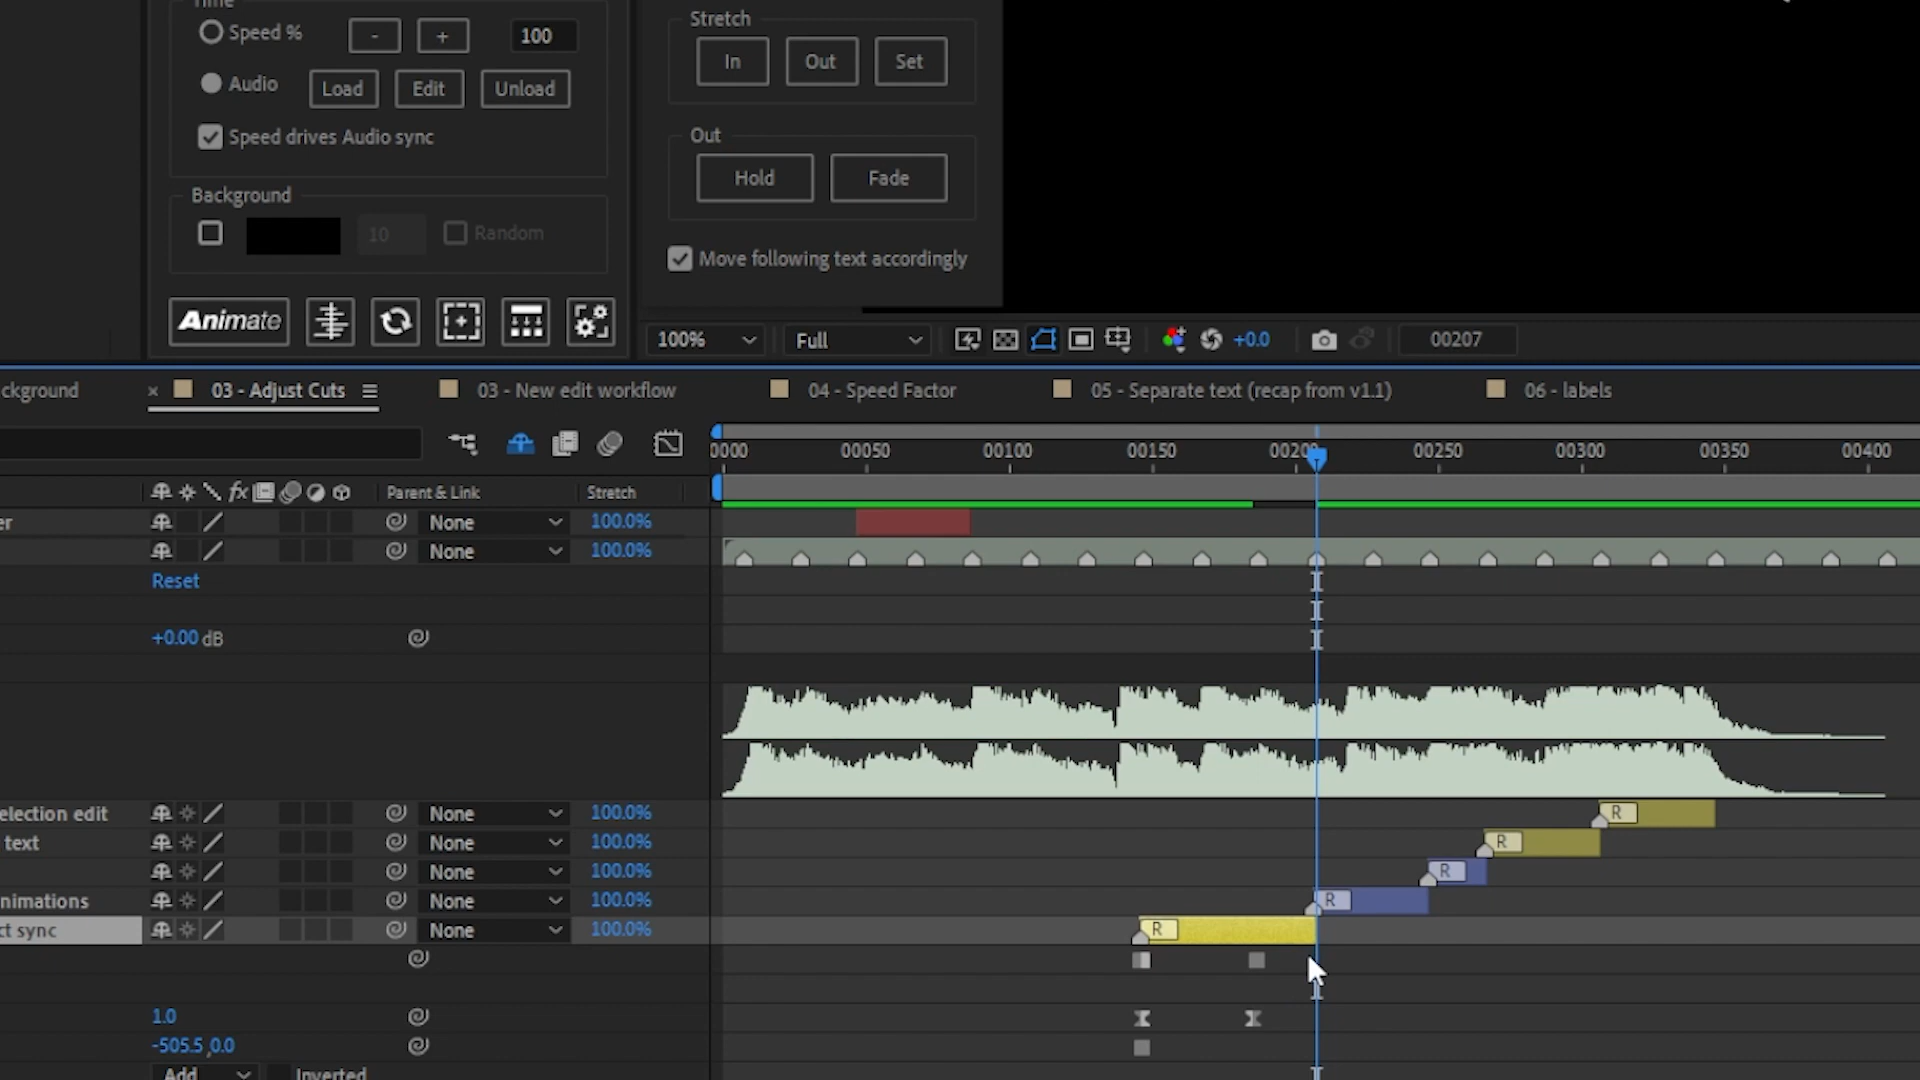 Time
Speed %
-
+
100
Audio
Load
Edit
Unload
Speed drives Audio sync
Background
10
Random
Animate
Stretch
In
Out
Set
Out
Hold
Fade
Move following text accordingly
100%
Full
+0.0
00207
ckground
× 03 - Adjust Cuts
03 - New edit workflow
04 - Speed Factor
05 - Separate text (recap from v1.1)
06 - labels
0000 00050 00100 00150 0020 00250 00300 00350 00400
fx
Parent & Link
Stretch
er
None
100.0%
None
100.0%
Reset
+0.00 dB
election edit
None
100.0%
R
text
None
100.0%
R
None
100.0%
R
nimations
None
100.0%
R
ct sync
None
100.0%
R
1.0
-505.5 ,0.0
Add
Inverted